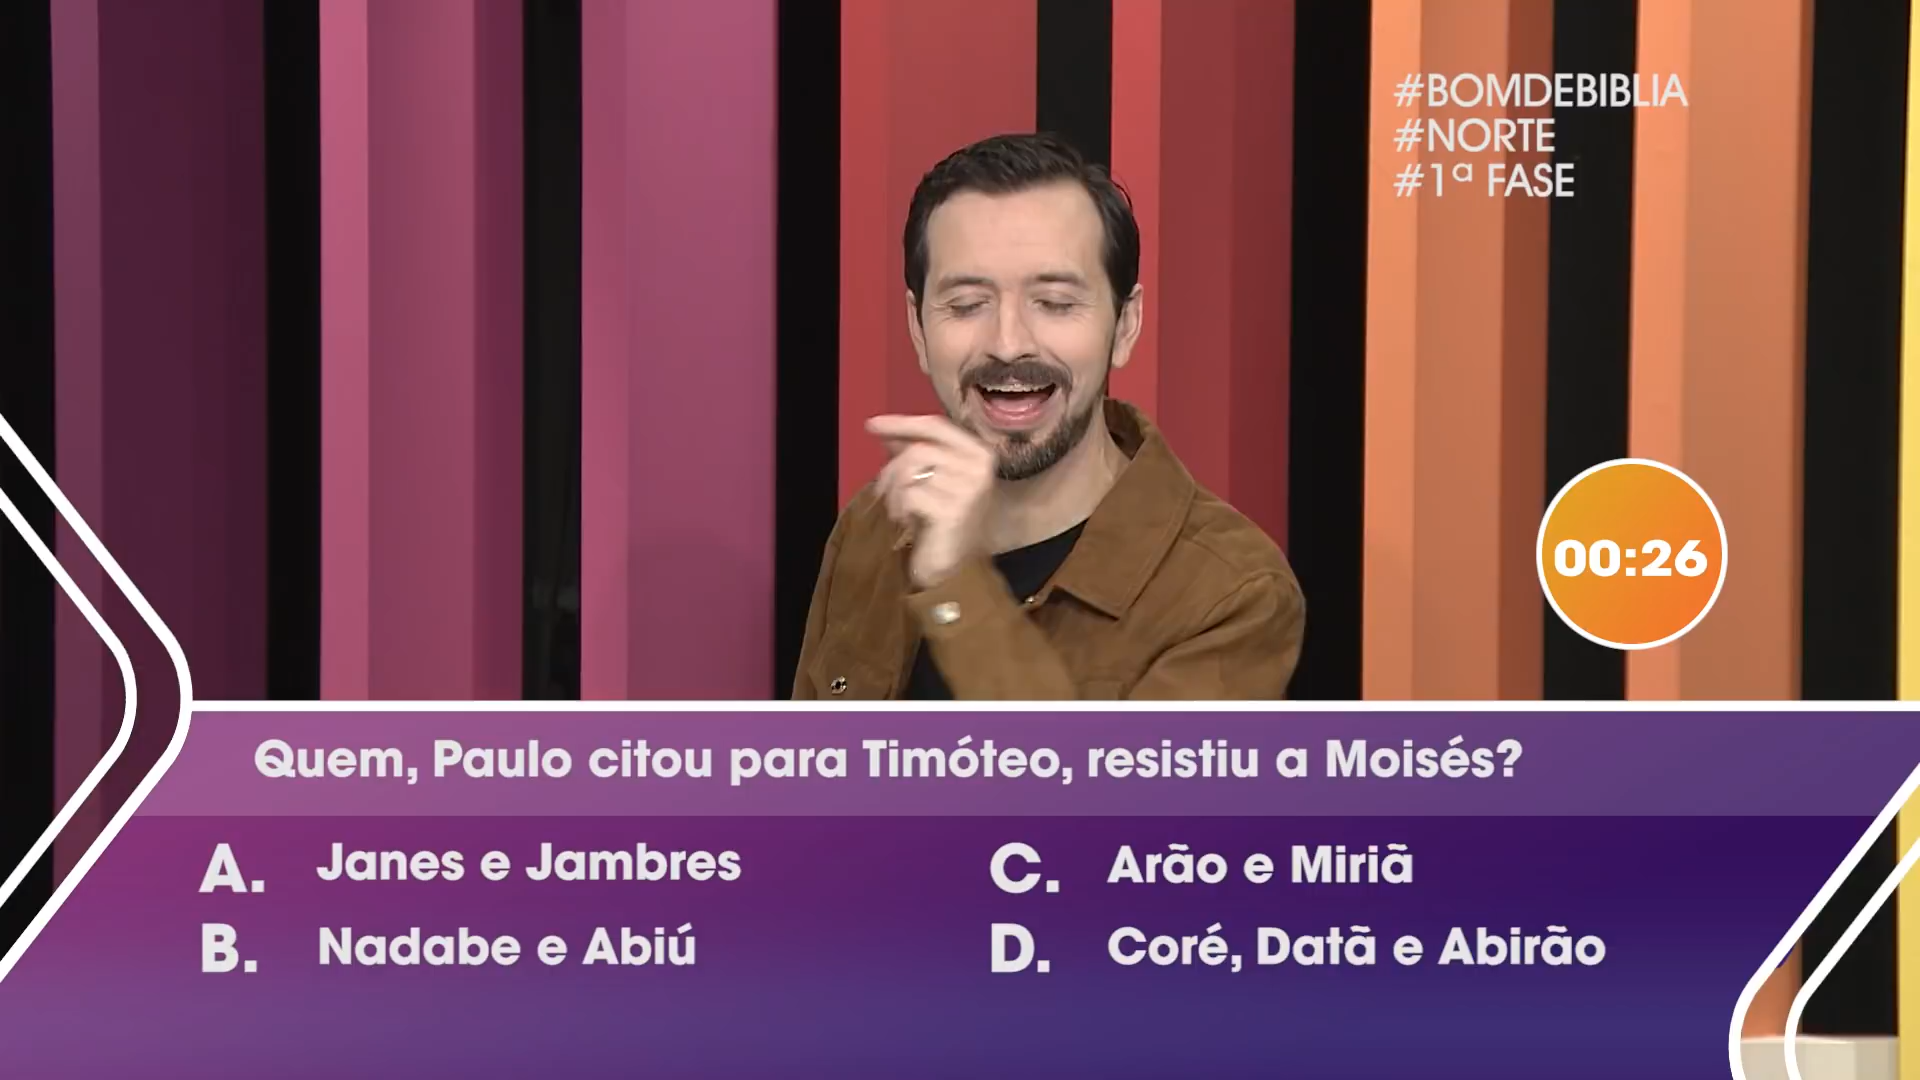 #BOMDEBIBLIA
#NORTE
#1ª FASE
00:26
Quem, Paulo citou para Timóteo, resistiu a Moisés?
A. Janes e Jambres
B. Nadabe e Abiú
C. Arão e Miriã
D. Coré, Datã e Abirão